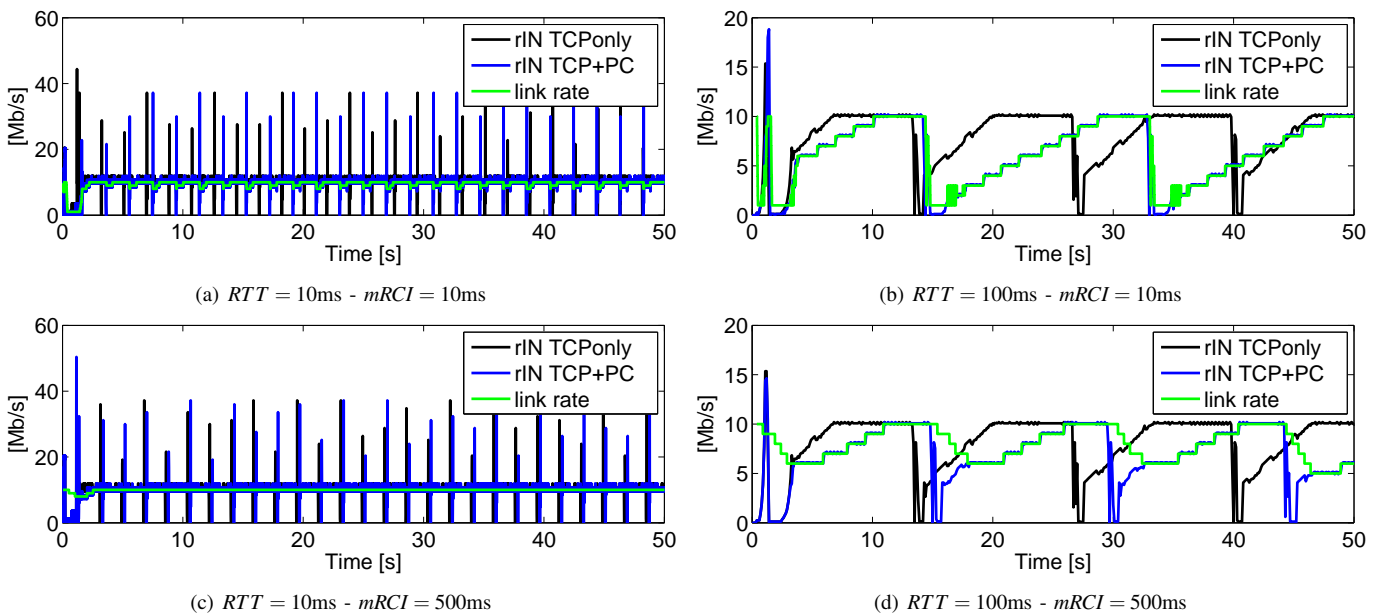 60
40
20
0
[Mb/s]
0 10 20 30 40 50
Time [s]
rIN TCPonly
rIN TCP+PC
link rate
(a) RTT = 10ms - mRCI = 10ms
20
15
10
5
0
[Mb/s]
0 10 20 30 40 50
Time [s]
rIN TCPonly
rIN TCP+PC
link rate
(b) RTT = 100ms - mRCI = 10ms
60
40
20
0
[Mb/s]
0 10 20 30 40 50
Time [s]
rIN TCPonly
rIN TCP+PC
link rate
(c) RTT = 10ms - mRCI = 500ms
20
15
10
5
0
[Mb/s]
0 10 20 30 40 50
Time [s]
rIN TCPonly
rIN TCP+PC
link rate
(d) RTT = 100ms - mRCI = 500ms